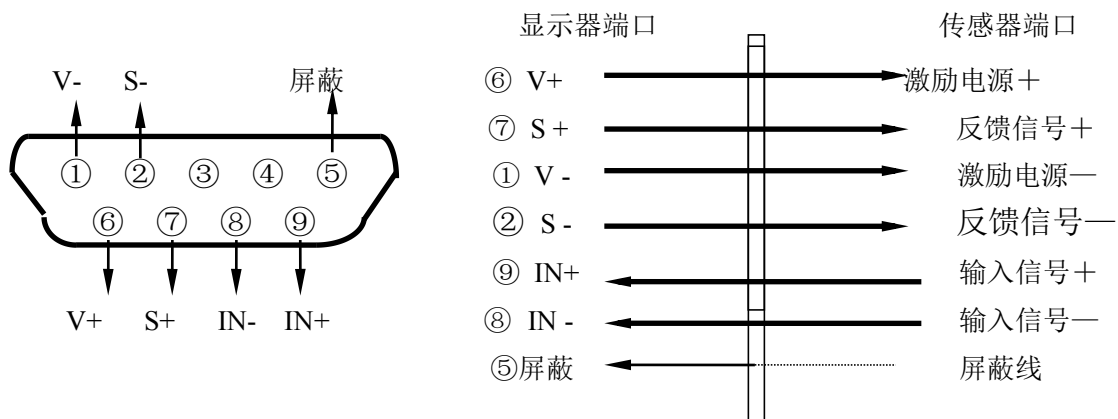 V- S- 屏蔽
① ② ③ ④ ⑤
⑥ ⑦ ⑧ ⑨
V+ S+ IN- IN+
显示器端口 传感器端口
⑥ V+ 激励电源＋
⑦ S + 反馈信号＋
① V - 激励电源—
② S - 反馈信号—
⑨ IN+ 输入信号＋
⑧ IN - 输入信号—
⑤屏蔽 屏蔽线